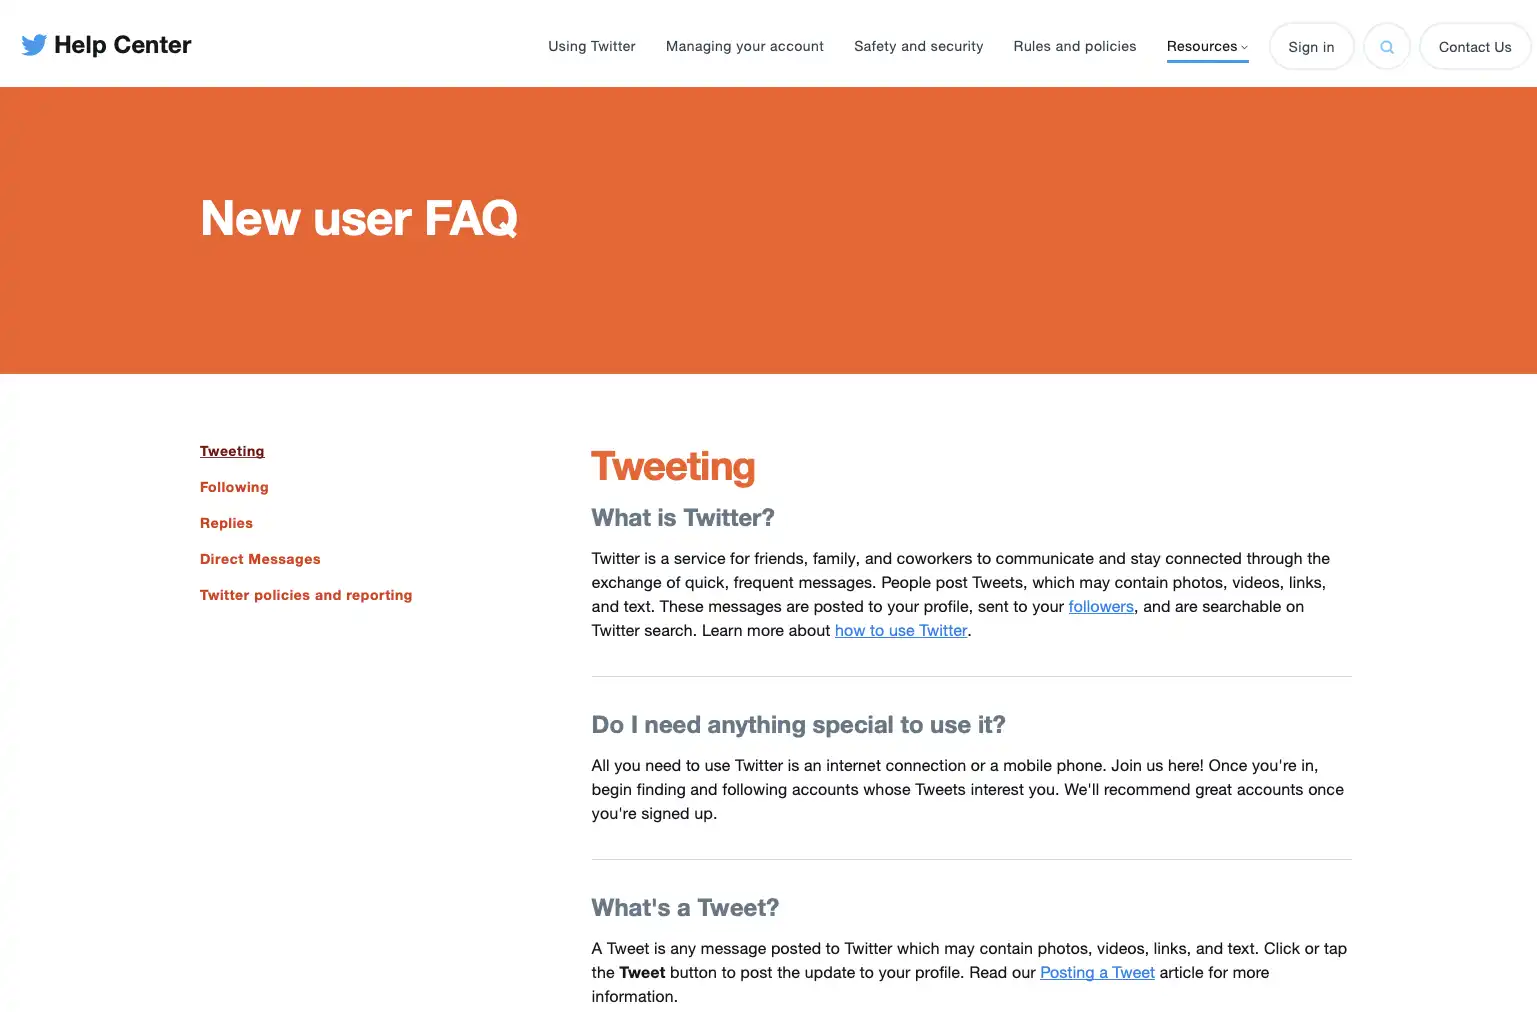 Help Center
Using Twitter
Managing your account
Safety and security
Rules and policies
Resources
Sign in
Contact Us
New user FAQ
Tweeting
Following
Replies
Direct Messages
Twitter policies and reporting
Tweeting
What is Twitter?
Twitter is a service for friends, family, and coworkers to communicate and stay connected through the
exchange of quick, frequent messages. People post Tweets, which may contain photos, videos, links,
and text. These messages are posted to your profile, sent to your followers, and are searchable on
Twitter search. Learn more about how to use Twitter.
Do I need anything special to use it?
All you need to use Twitter is an internet connection or a mobile phone. Join us here! Once you're in,
begin finding and following accounts whose Tweets interest you. We'll recommend great accounts once
you're signed up.
What's a Tweet?
A Tweet is any message posted to Twitter which may contain photos, videos, links, and text. Click or tap
the Tweet button to post the update to your profile. Read our Posting a Tweet article for more
information.